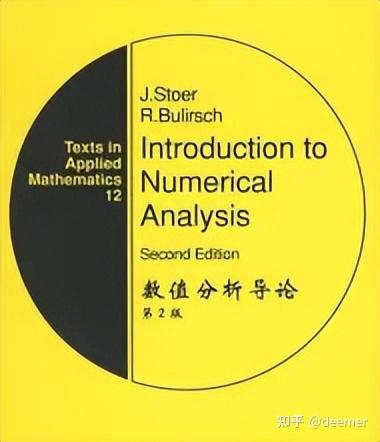 J.Stoer
R.Bulirsch
Texts in
Applied
Mathematics
12
Introduction to
Numerical
Analysis
Second Edition
数值分析导论
第2版
知乎 @deemer